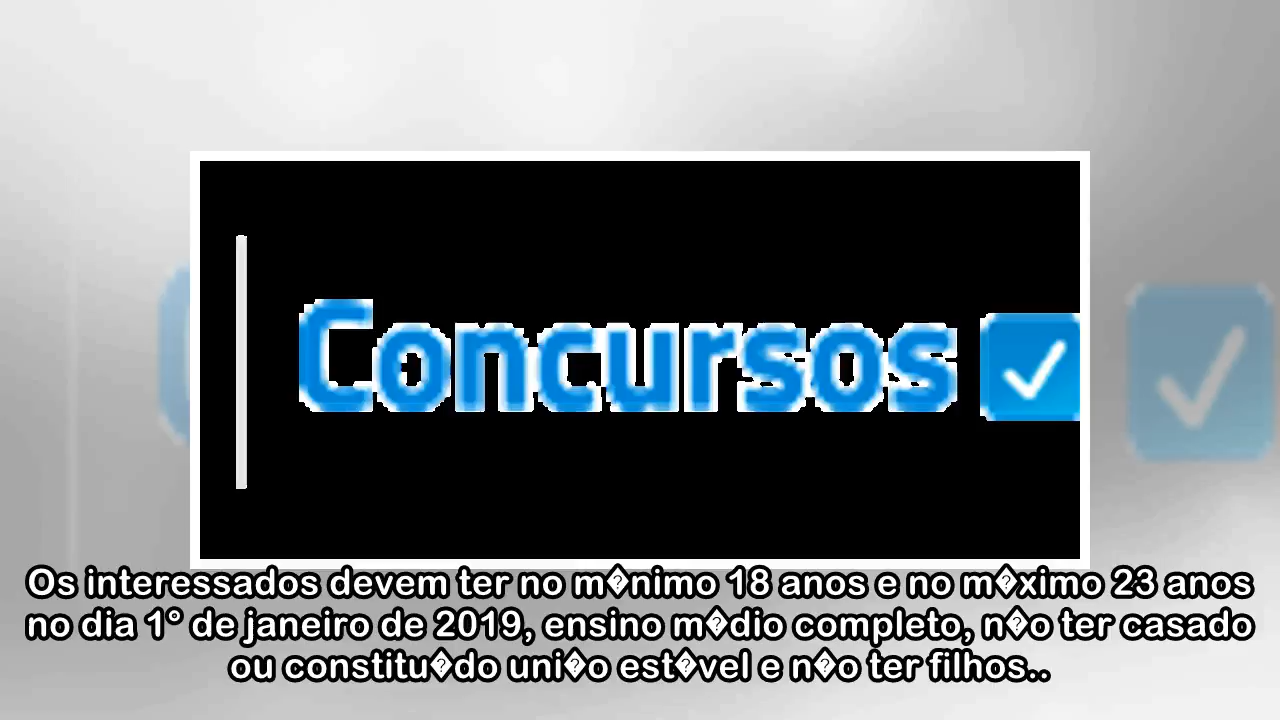 Concursos
Os interessados devem ter no m�nimo 18 anos e no m�ximo 23 anos
no dia 1° de janeiro de 2019, ensino m�dio completo, n�o ter casado
ou constitu�do uni�o est�vel e n�o ter filhos..